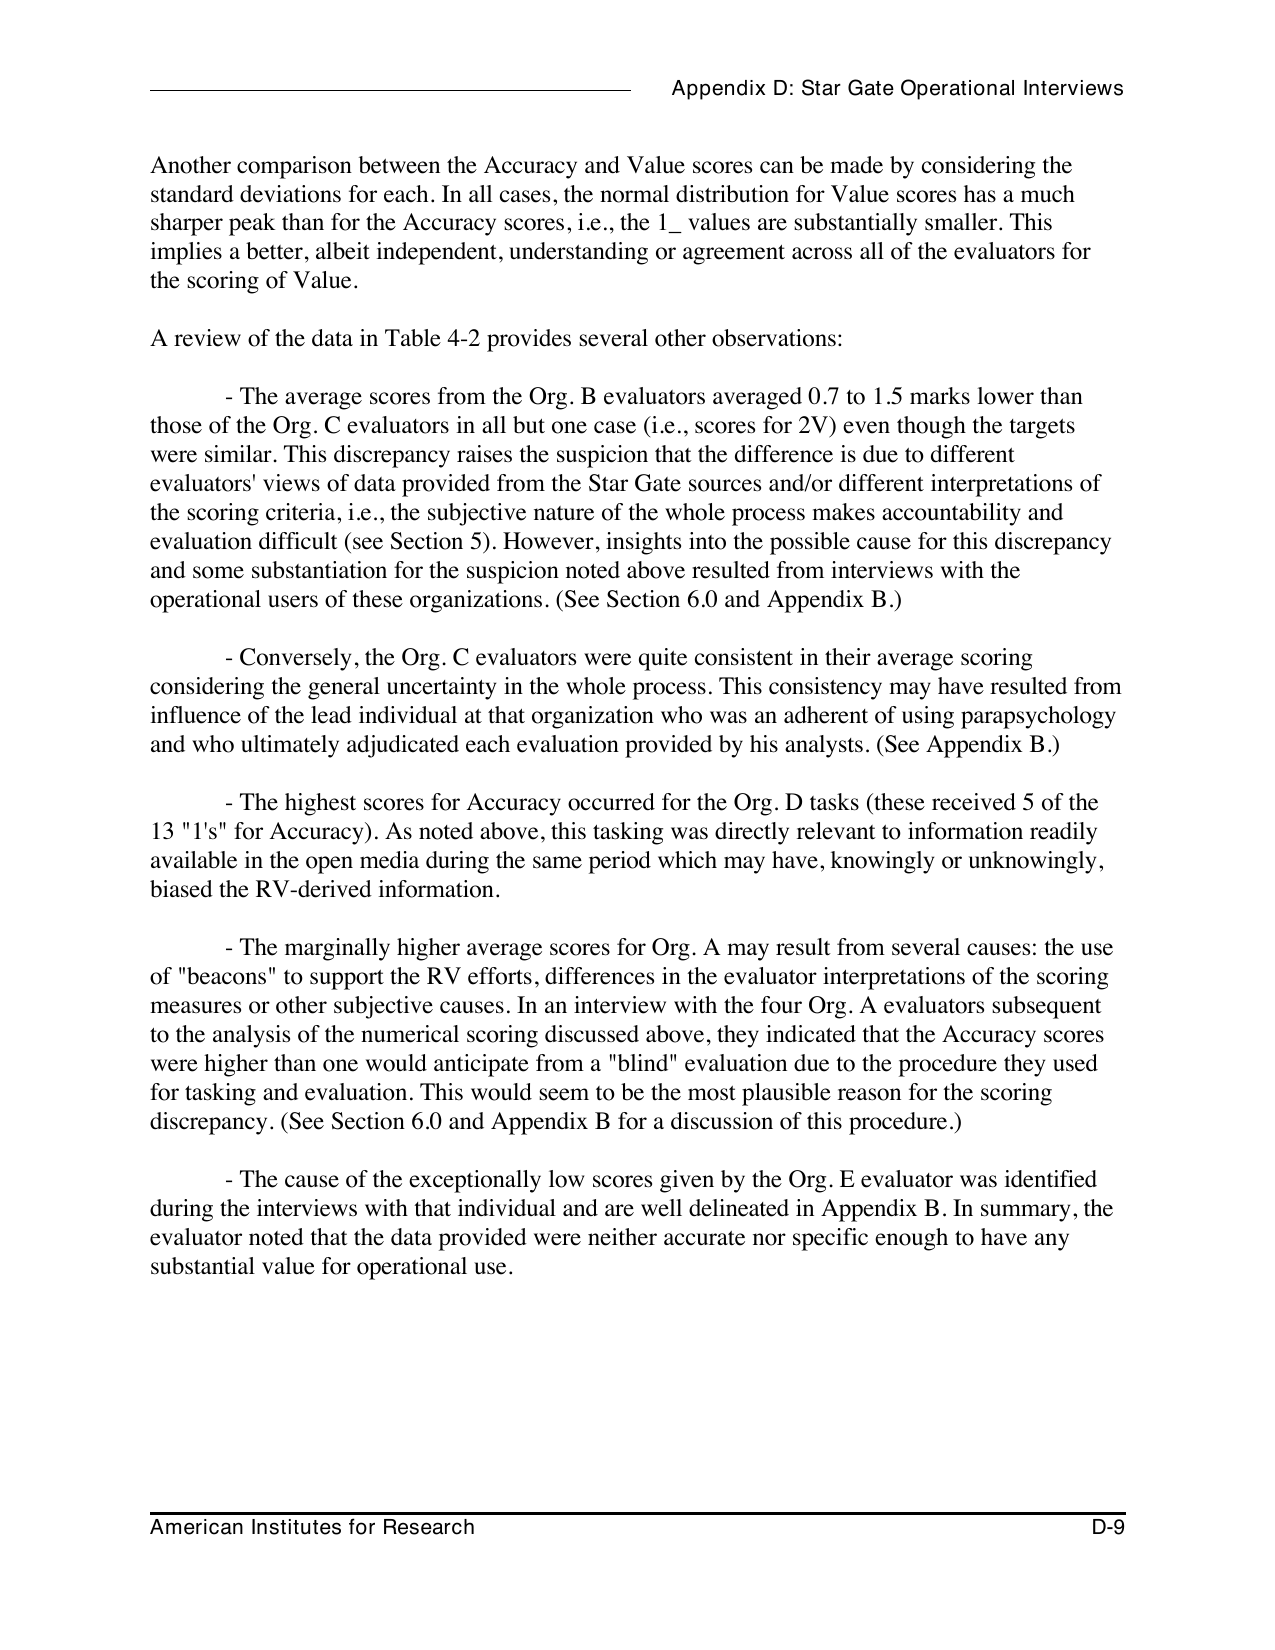 Appendix D: Star Gate Operational Interviews
Another comparison between the Accuracy and Value scores can be made by considering the
standard deviations for each. In all cases, the normal distribution for Value scores has a much
sharper peak than for the Accuracy scores, i.e., the 1_ values are substantially smaller. This
implies a better, albeit independent, understanding or agreement across all of the evaluators for
the scoring of Value.
A review of the data in Table 4-2 provides several other observations:
- The average scores from the Org. B evaluators averaged 0.7 to 1.5 marks lower than
those of the Org. C evaluators in all but one case (i.e., scores for 2V) even though the targets
were similar. This discrepancy raises the suspicion that the difference is due to different
evaluators' views of data provided from the Star Gate sources and/or different interpretations of
the scoring criteria, i.e., the subjective nature of the whole process makes accountability and
evaluation difficult (see Section 5). However, insights into the possible cause for this discrepancy
and some substantiation for the suspicion noted above resulted from interviews with the
operational users of these organizations. (See Section 6.0 and Appendix B.)
- Conversely, the Org. C evaluators were quite consistent in their average scoring
considering the general uncertainty in the whole process. This consistency may have resulted from
influence of the lead individual at that organization who was an adherent of using parapsychology
and who ultimately adjudicated each evaluation provided by his analysts. (See Appendix B.)
- The highest scores for Accuracy occurred for the Org. D tasks (these received 5 of the
13 "1's" for Accuracy). As noted above, this tasking was directly relevant to information readily
available in the open media during the same period which may have, knowingly or unknowingly,
biased the RV-derived information.
- The marginally higher average scores for Org. A may result from several causes: the use
of "beacons" to support the RV efforts, differences in the evaluator interpretations of the scoring
measures or other subjective causes. In an interview with the four Org. A evaluators subsequent
to the analysis of the numerical scoring discussed above, they indicated that the Accuracy scores
were higher than one would anticipate from a "blind" evaluation due to the procedure they used
for tasking and evaluation. This would seem to be the most plausible reason for the scoring
discrepancy. (See Section 6.0 and Appendix B for a discussion of this procedure.)
- The cause of the exceptionally low scores given by the Org. E evaluator was identified
during the interviews with that individual and are well delineated in Appendix B. In summary, the
evaluator noted that the data provided were neither accurate nor specific enough to have any
substantial value for operational use.
American Institutes for Research
D-9